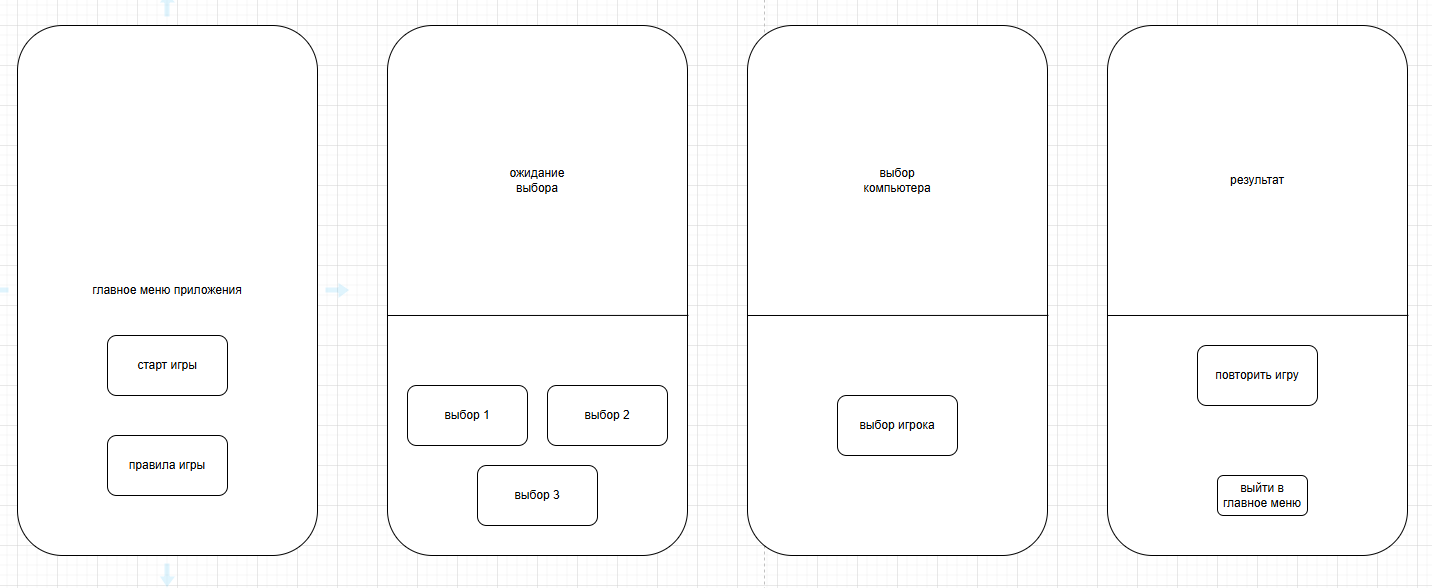 главное меню приложения
старт игры
правила игры
ожидание
выбора
выбор 1
выбор 2
выбор 3
выбор
компьютера
выбор игрока
результат
повторить игру
выйти в
главное меню